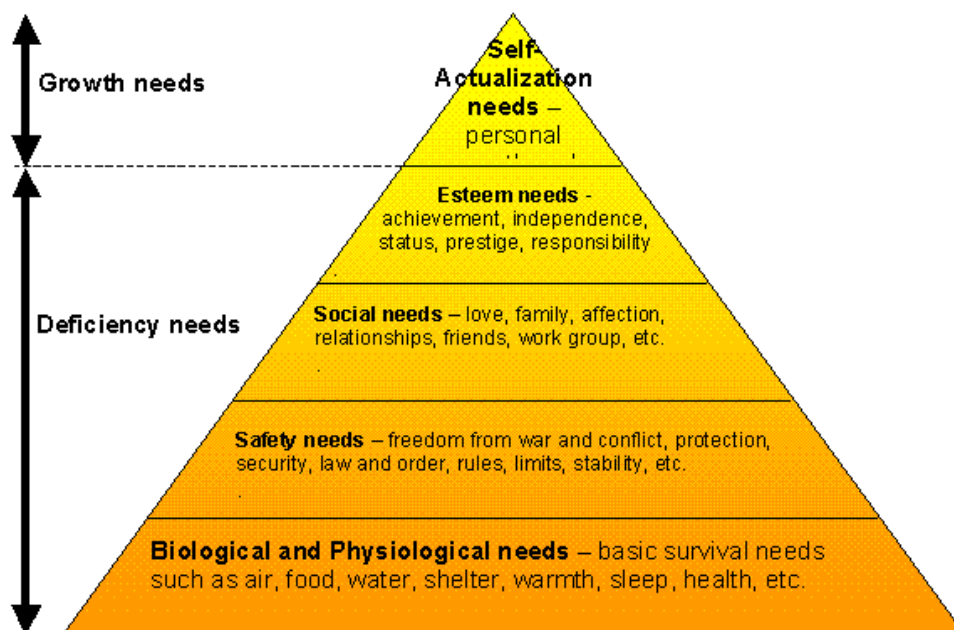 Growth needs
Self-
Actualization
needs –
personal
Esteem needs -
achievement, independence,
status, prestige, responsibility
Deficiency needs
Social needs – love, family, affection,
relationships, friends, work group, etc.
Safety needs – freedom from war and conflict, protection,
security, law and order, rules, limits, stability, etc.
Biological and Physiological needs – basic survival needs
such as air, food, water, shelter, warmth, sleep, health, etc.